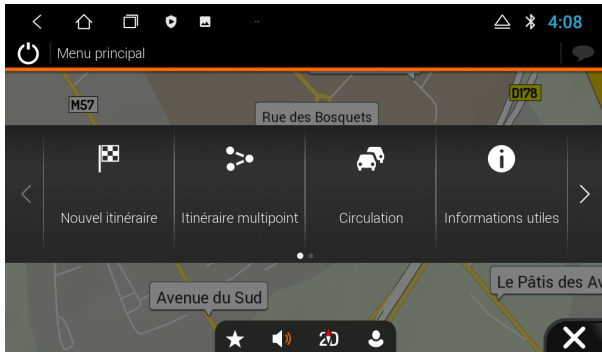 4:08
Menu principal
M57
D178
Rue des Bosquets
Nouvel itinéraire
Itinéraire multipoint
Circulation
Informations utiles
Le Pâtis des Av
Avenue du Sud
2D